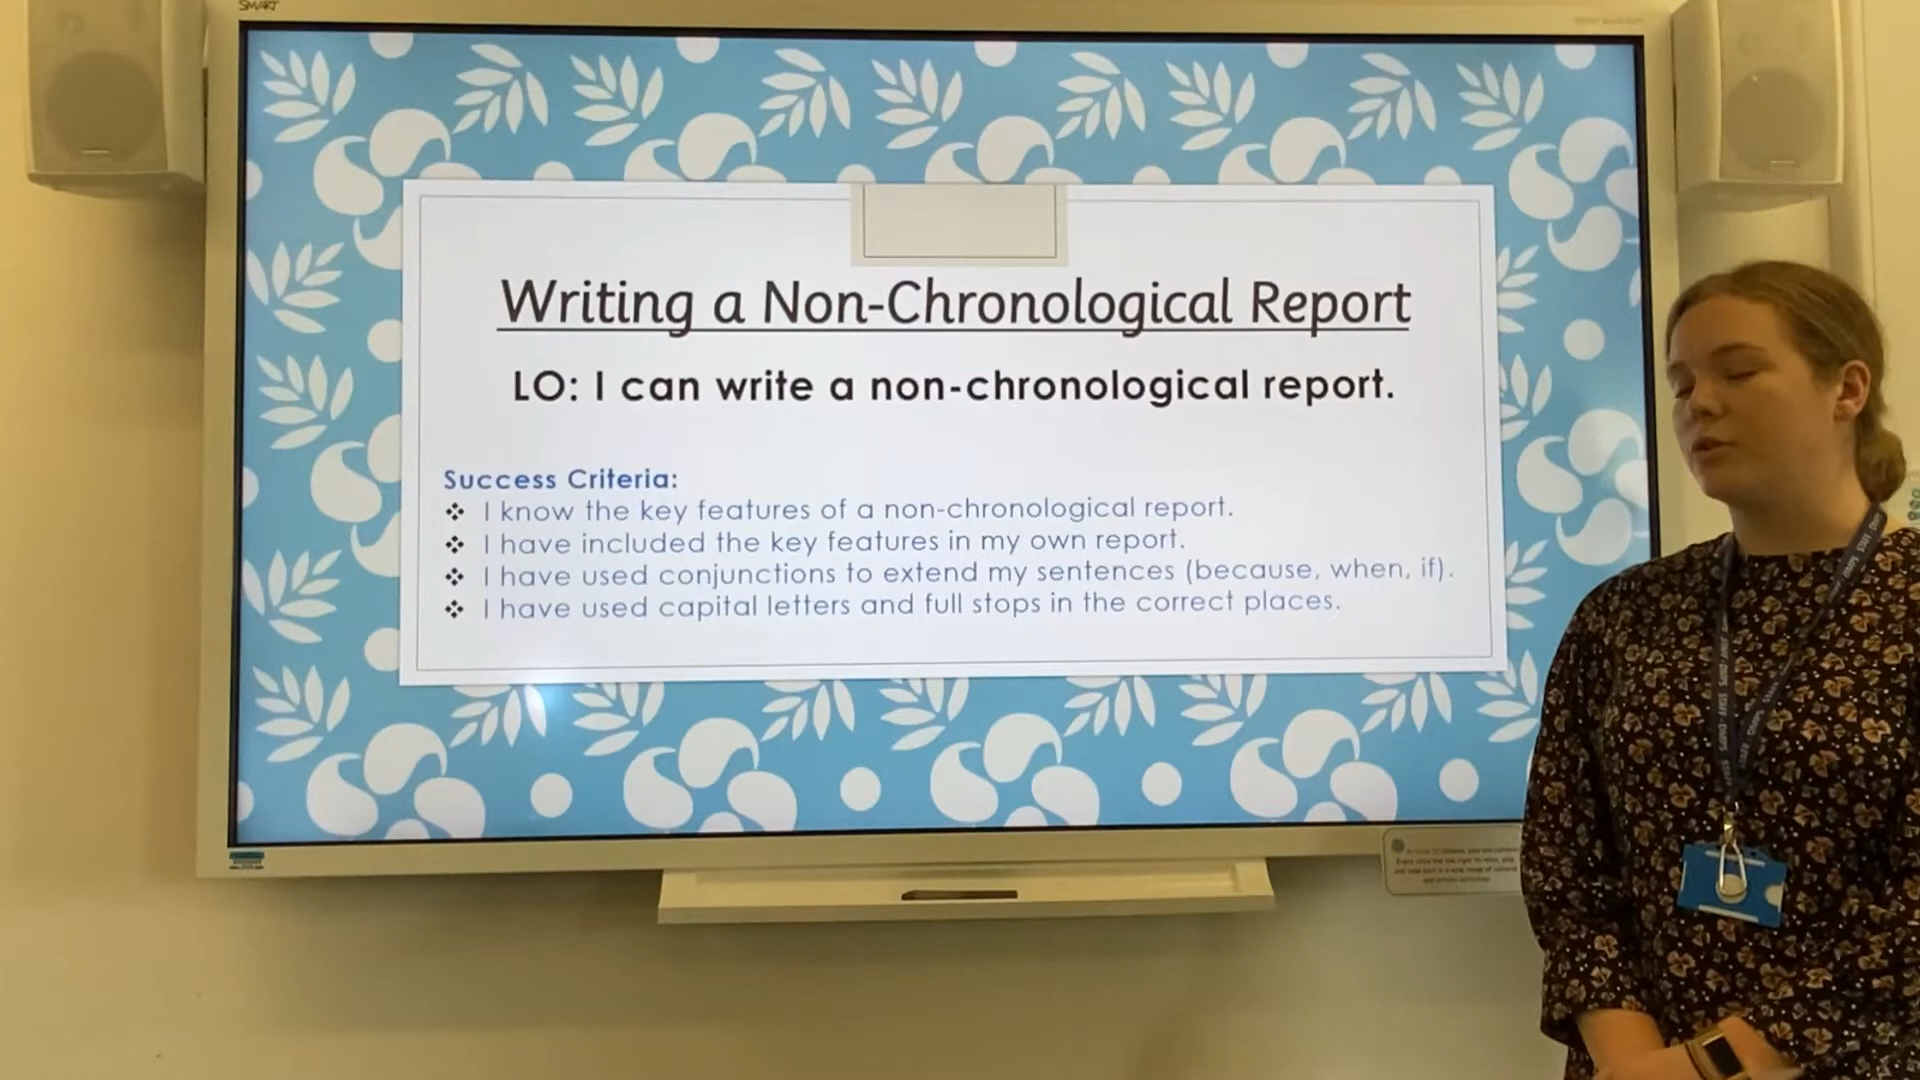 SMART
Writing a Non-Chronological Report
LO: I can write a non-chronological report.
Success Criteria:
I know the key features of a non-chronological report.
I have included the key features in my own report.
I have used conjunctions to extend my sentences (because, when, if).
I have used capital letters and full stops in the correct places.